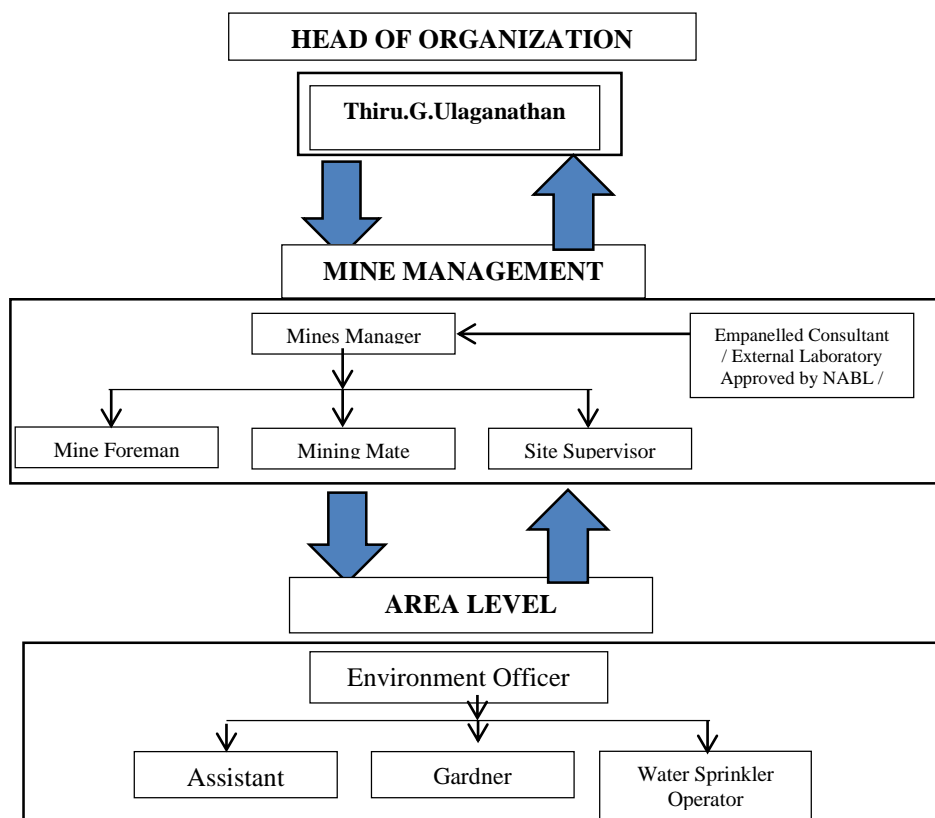 HEAD OF ORGANIZATION
Thiru.G.Ulaganathan
MINE MANAGEMENT
Mines Manager
Empanelled Consultant
/ External Laboratory
Approved by NABL /
Mine Foreman
Mining Mate
Site Supervisor
AREA LEVEL
Environment Officer
Assistant
Gardner
Water Sprinkler
Operator